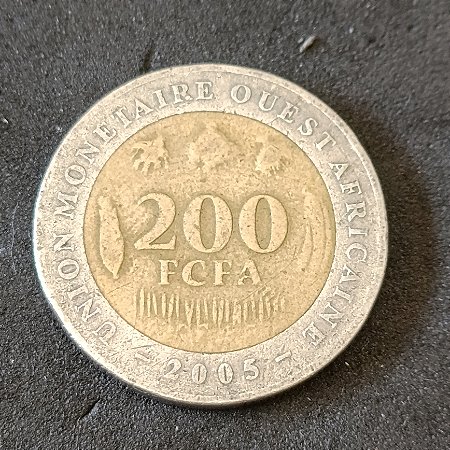 UNION MONETAIRE OUEST AFRICAINE
200
FCFA
- 2005 -